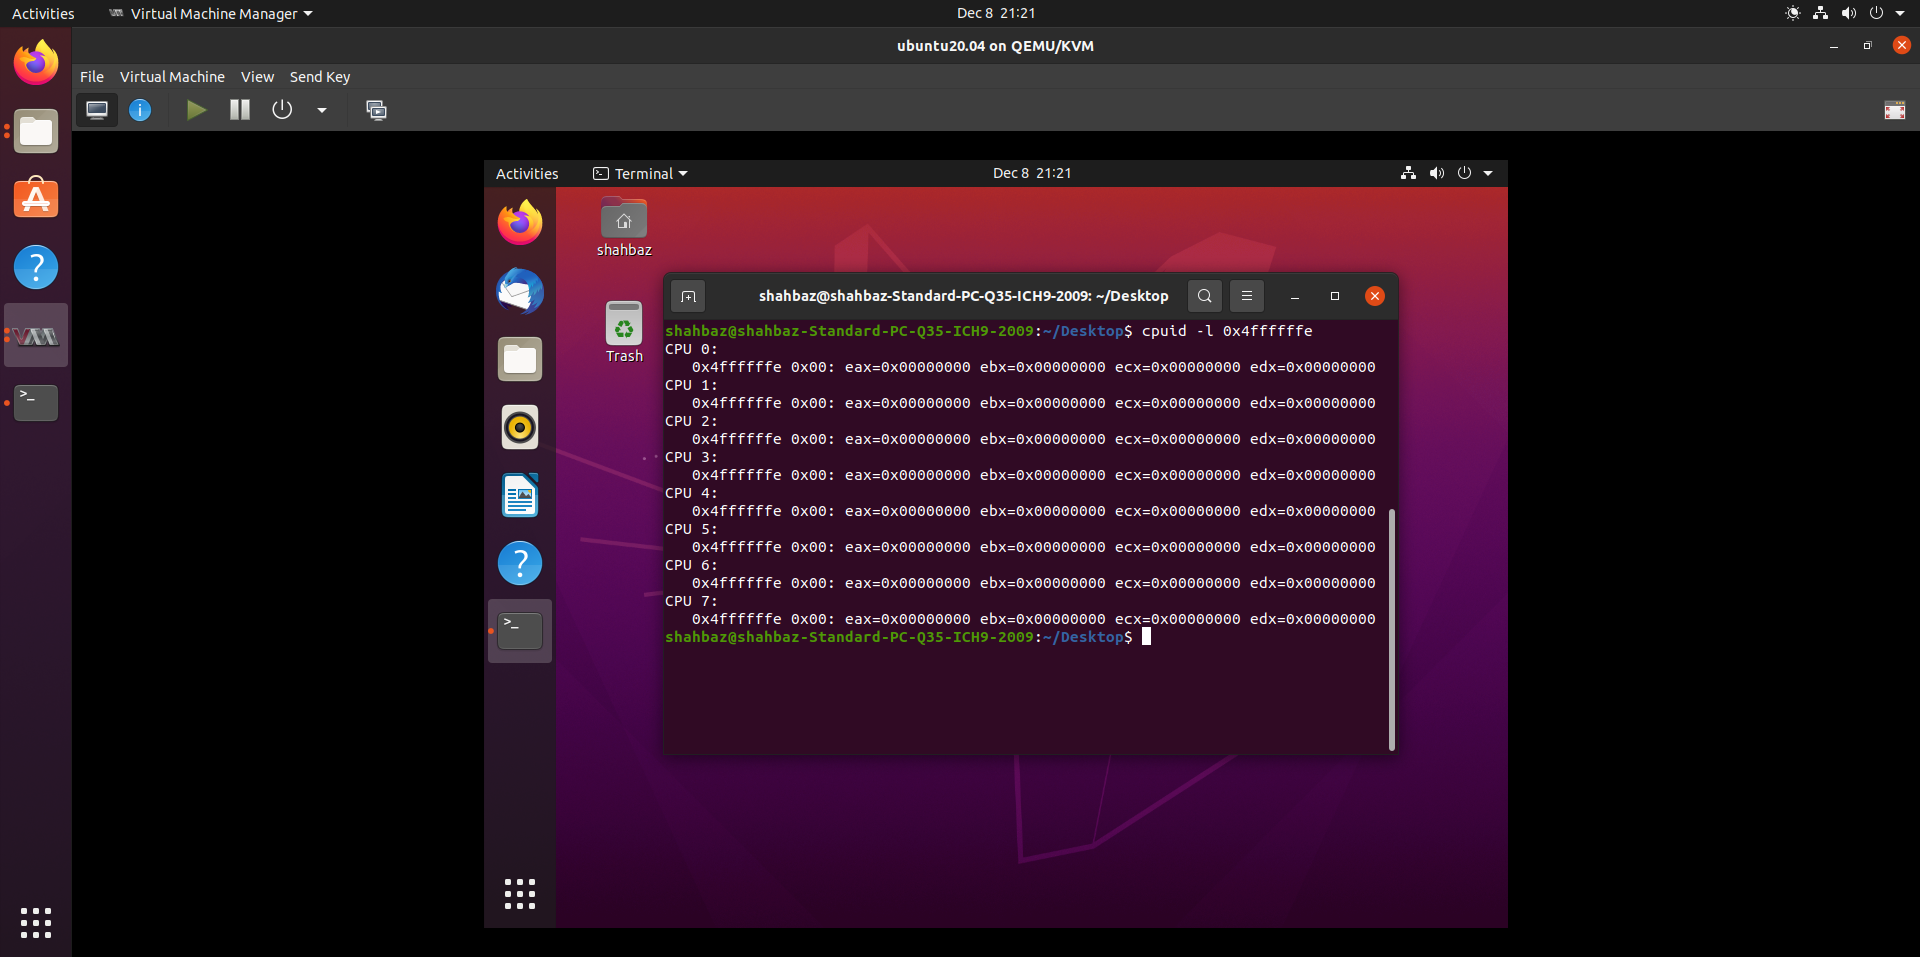 Activities Virtual Machine Manager Dec 8 21:21
ubuntu20.04 on QEMU/KVM
File Virtual Machine View Send Key
Activities Terminal Dec 8 21:21
shahbaz
Trash
shahbaz@shahbaz-Standard-PC-Q35-ICH9-2009: ~/Desktop
shahbaz@shahbaz-Standard-PC-Q35-ICH9-2009:~/Desktop$ cpuid -l 0x4ffffffe
CPU 0:
0x4ffffffe 0x00: eax=0x00000000 ebx=0x00000000 ecx=0x00000000 edx=0x00000000
CPU 1:
0x4ffffffe 0x00: eax=0x00000000 ebx=0x00000000 ecx=0x00000000 edx=0x00000000
CPU 2:
0x4ffffffe 0x00: eax=0x00000000 ebx=0x00000000 ecx=0x00000000 edx=0x00000000
CPU 3:
0x4ffffffe 0x00: eax=0x00000000 ebx=0x00000000 ecx=0x00000000 edx=0x00000000
CPU 4:
0x4ffffffe 0x00: eax=0x00000000 ebx=0x00000000 ecx=0x00000000 edx=0x00000000
CPU 5:
0x4ffffffe 0x00: eax=0x00000000 ebx=0x00000000 ecx=0x00000000 edx=0x00000000
CPU 6:
0x4ffffffe 0x00: eax=0x00000000 ebx=0x00000000 ecx=0x00000000 edx=0x00000000
CPU 7:
0x4ffffffe 0x00: eax=0x00000000 ebx=0x00000000 ecx=0x00000000 edx=0x00000000
shahbaz@shahbaz-Standard-PC-Q35-ICH9-2009:~/Desktop$